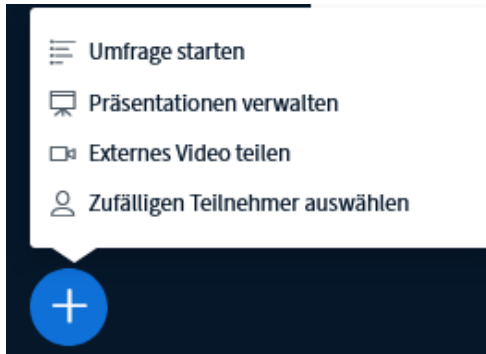 Umfrage starten
Präsentationen verwalten
Externes Video teilen
Zufälligen Teilnehmer auswählen